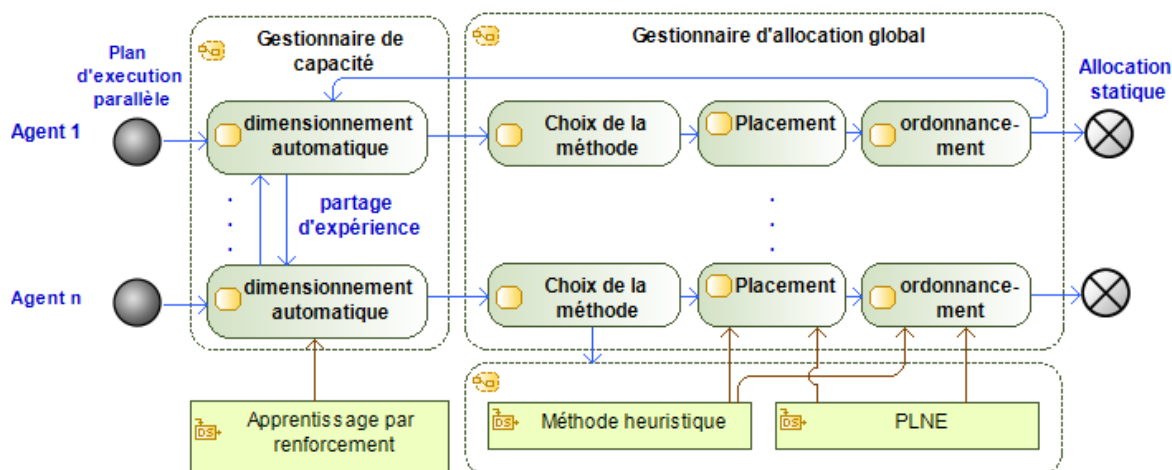 Gestionnaire de
capacité
Gestionnaire d'allocation global
Plan
d'execution
parallèle
Allocation
statique
Agent 1
dimensionnement
automatique
Choix de la
méthode
Placement
ordonnance-
ment
partage
d'expérience
Agent n
dimensionnement
automatique
Choix de la
méthode
Placement
ordonnance-
ment
DS
Apprentissage par
renforcement
DS
Méthode heuristique
DS
PLNE